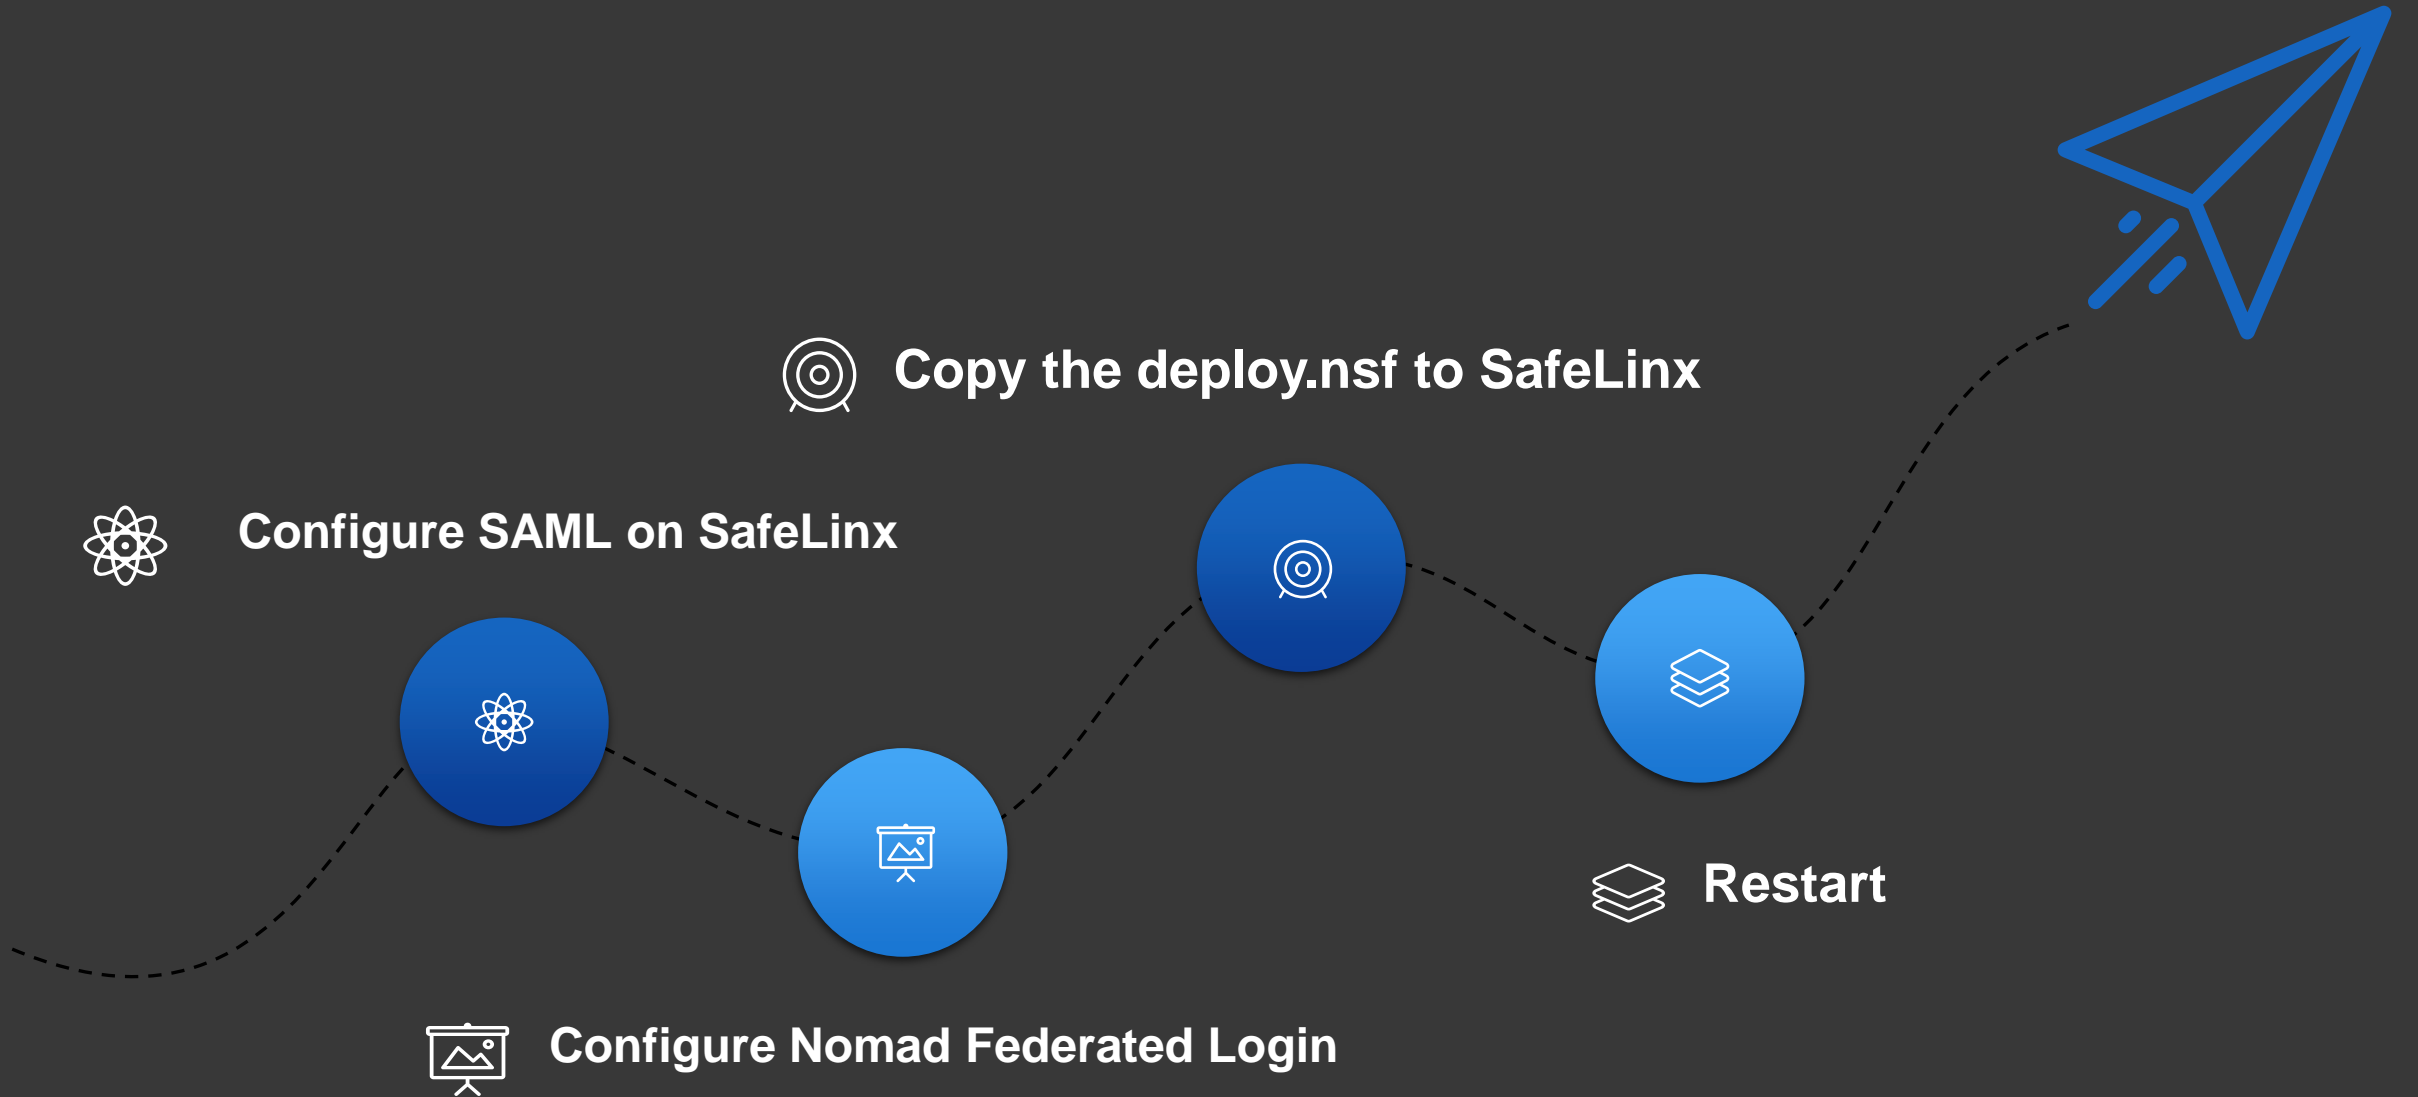 Copy the deploy.nsf to SafeLinx
Configure SAML on SafeLinx
Restart
Configure Nomad Federated Login